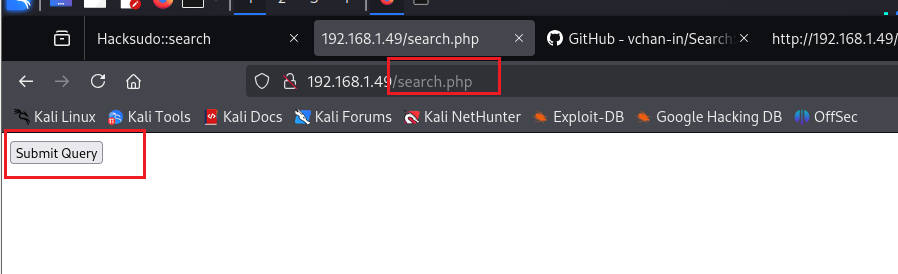 Hacksudo::search 192.168.1.49/search.php GitHub - vchan-in/Search http://192.168.1.49/
192.168.1.49/search.php
Kali Linux Kali Tools Kali Docs Kali Forums Kali NetHunter Exploit-DB Google Hacking DB OffSec
Submit Query